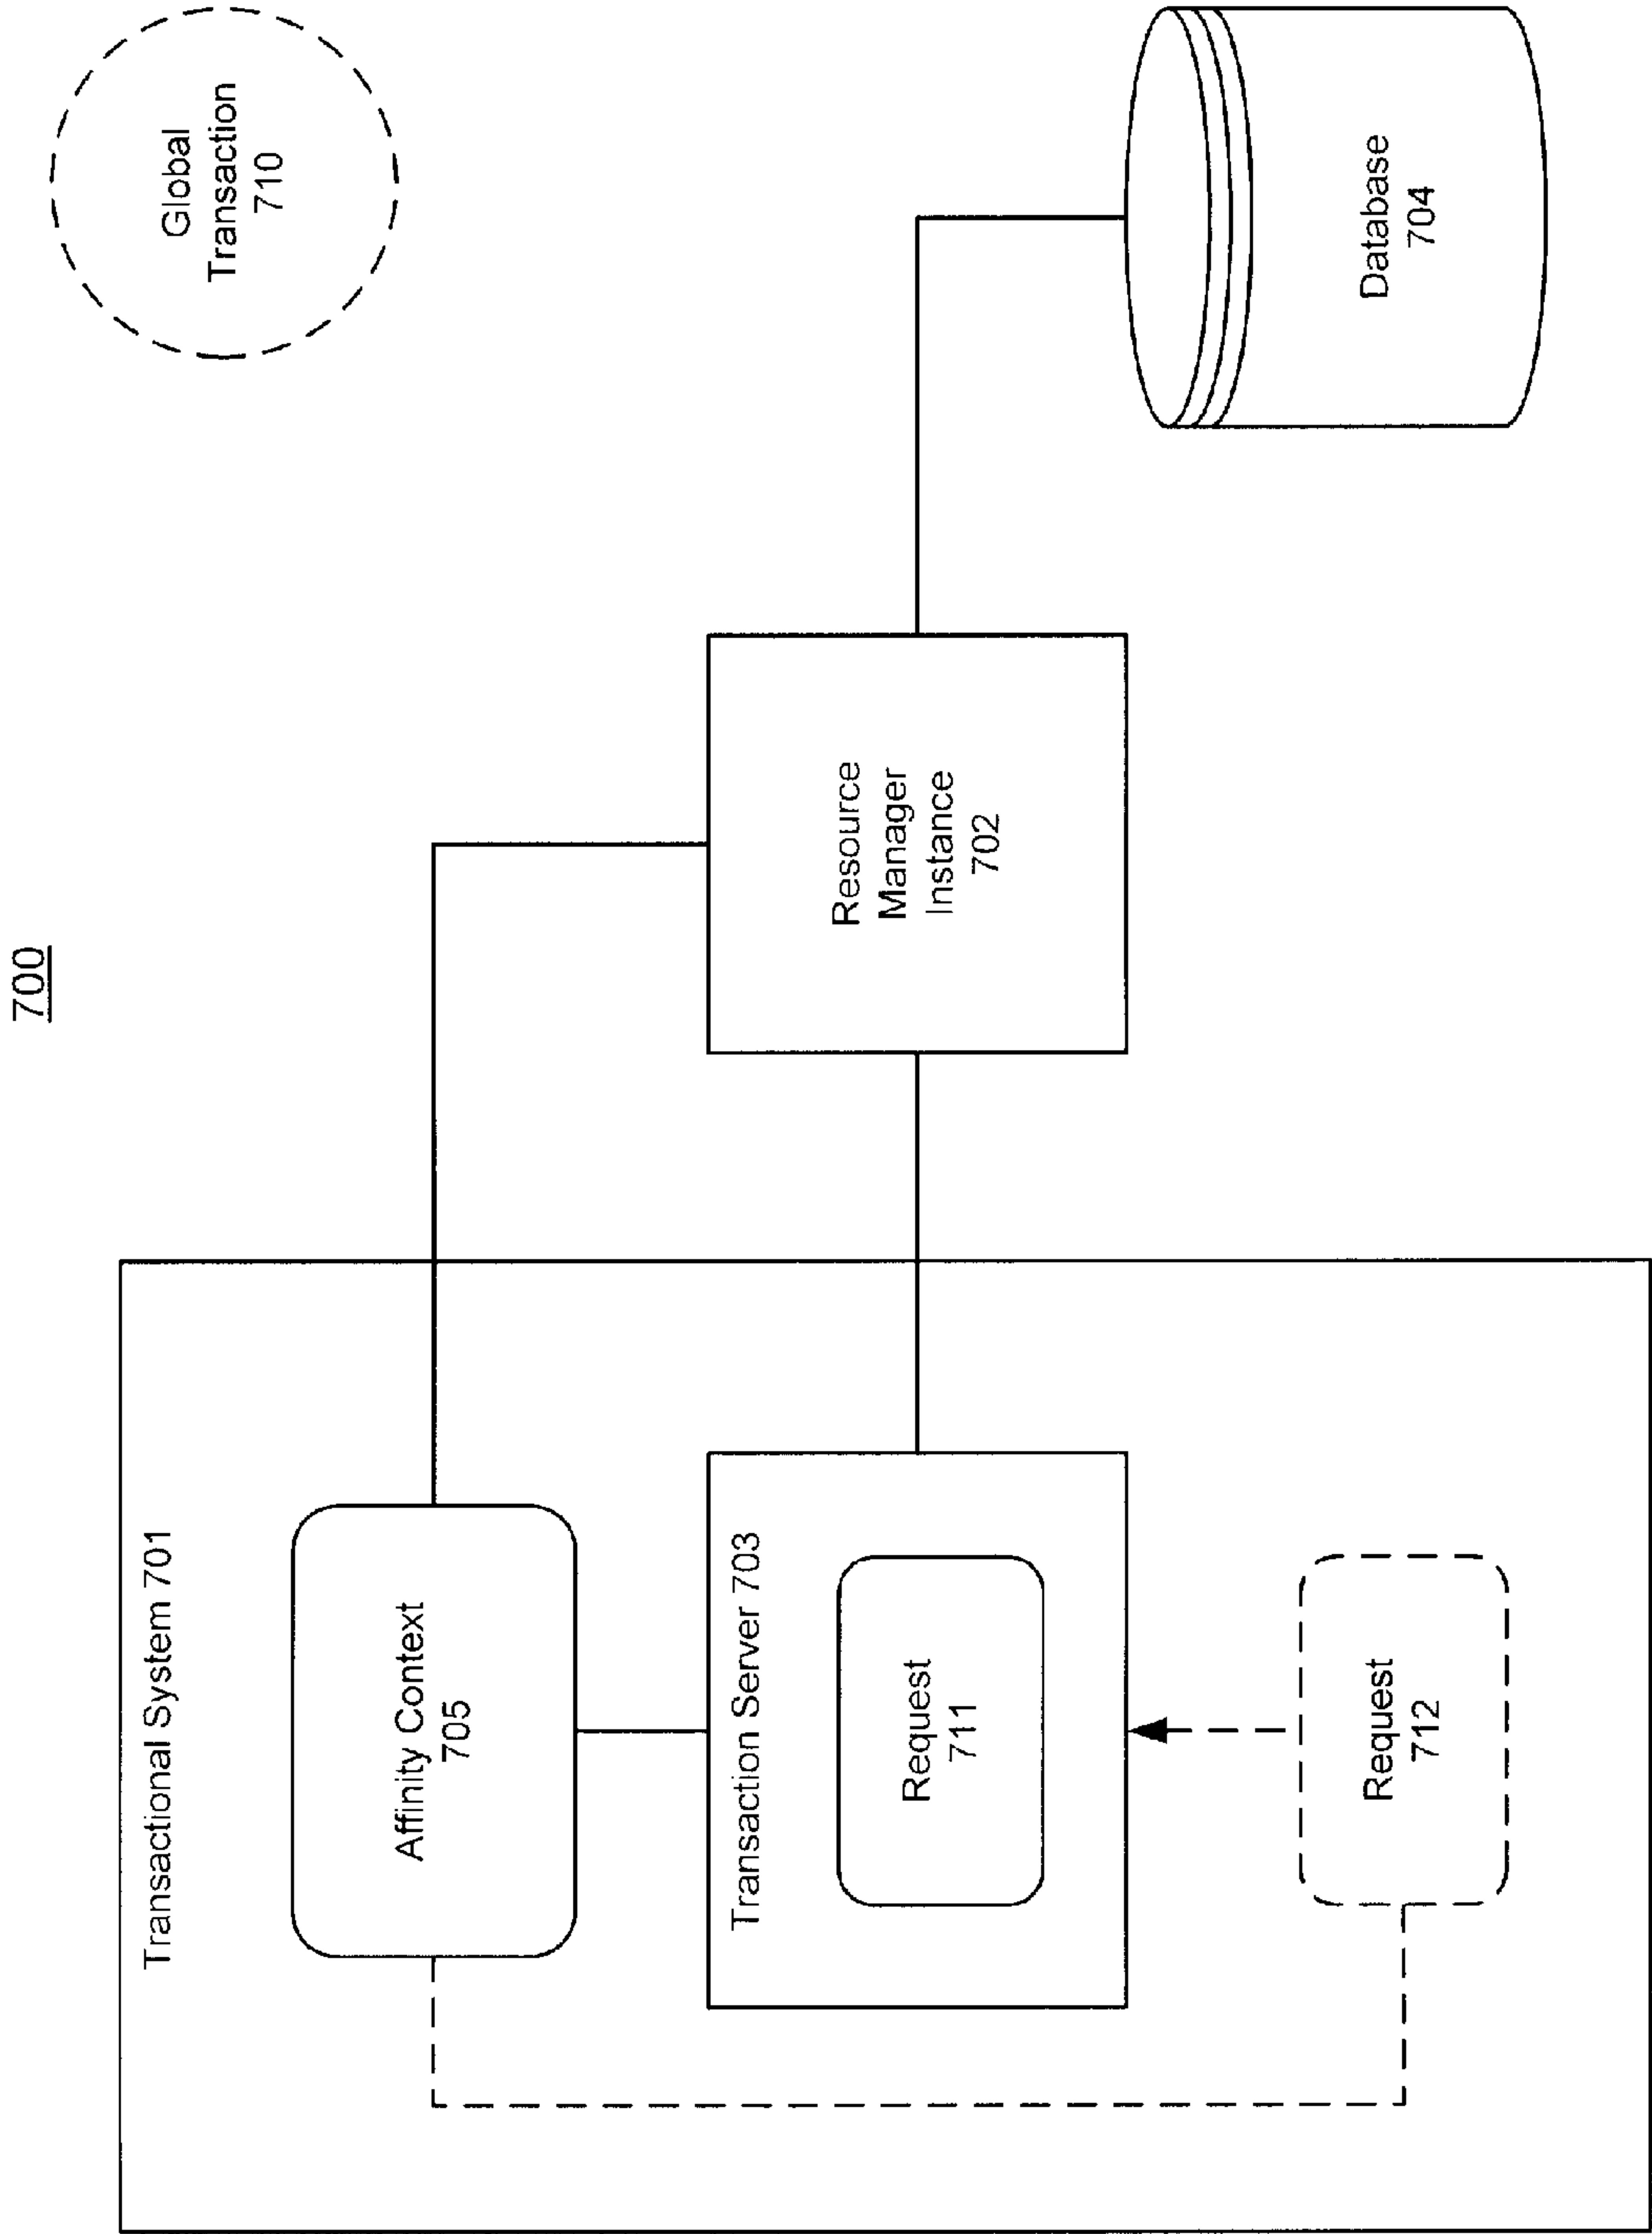 700
Global
Transaction
710
Transactional System 701
Affinity Context
705
Transaction Server 703
Request
711
Request
712
Resource
Manager
Instance
702
Database
704